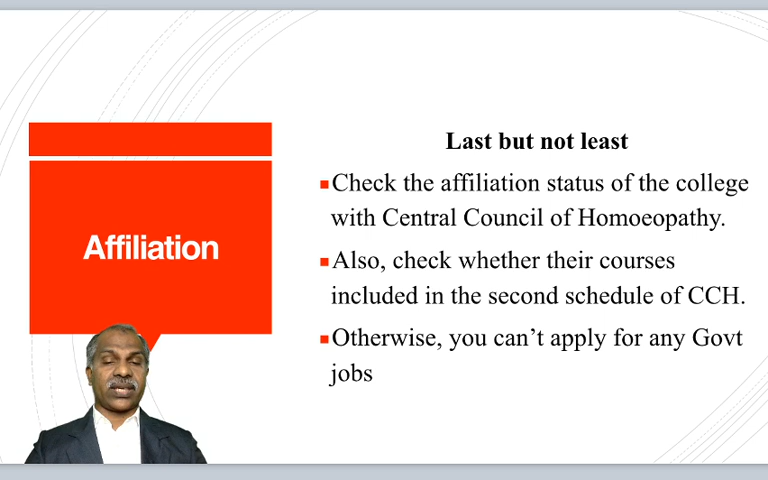 Affiliation
Last but not least
Check the affiliation status of the college
with Central Council of Homoeopathy.
Also, check whether their courses
included in the second schedule of CCH.
Otherwise, you can’t apply for any Govt
jobs